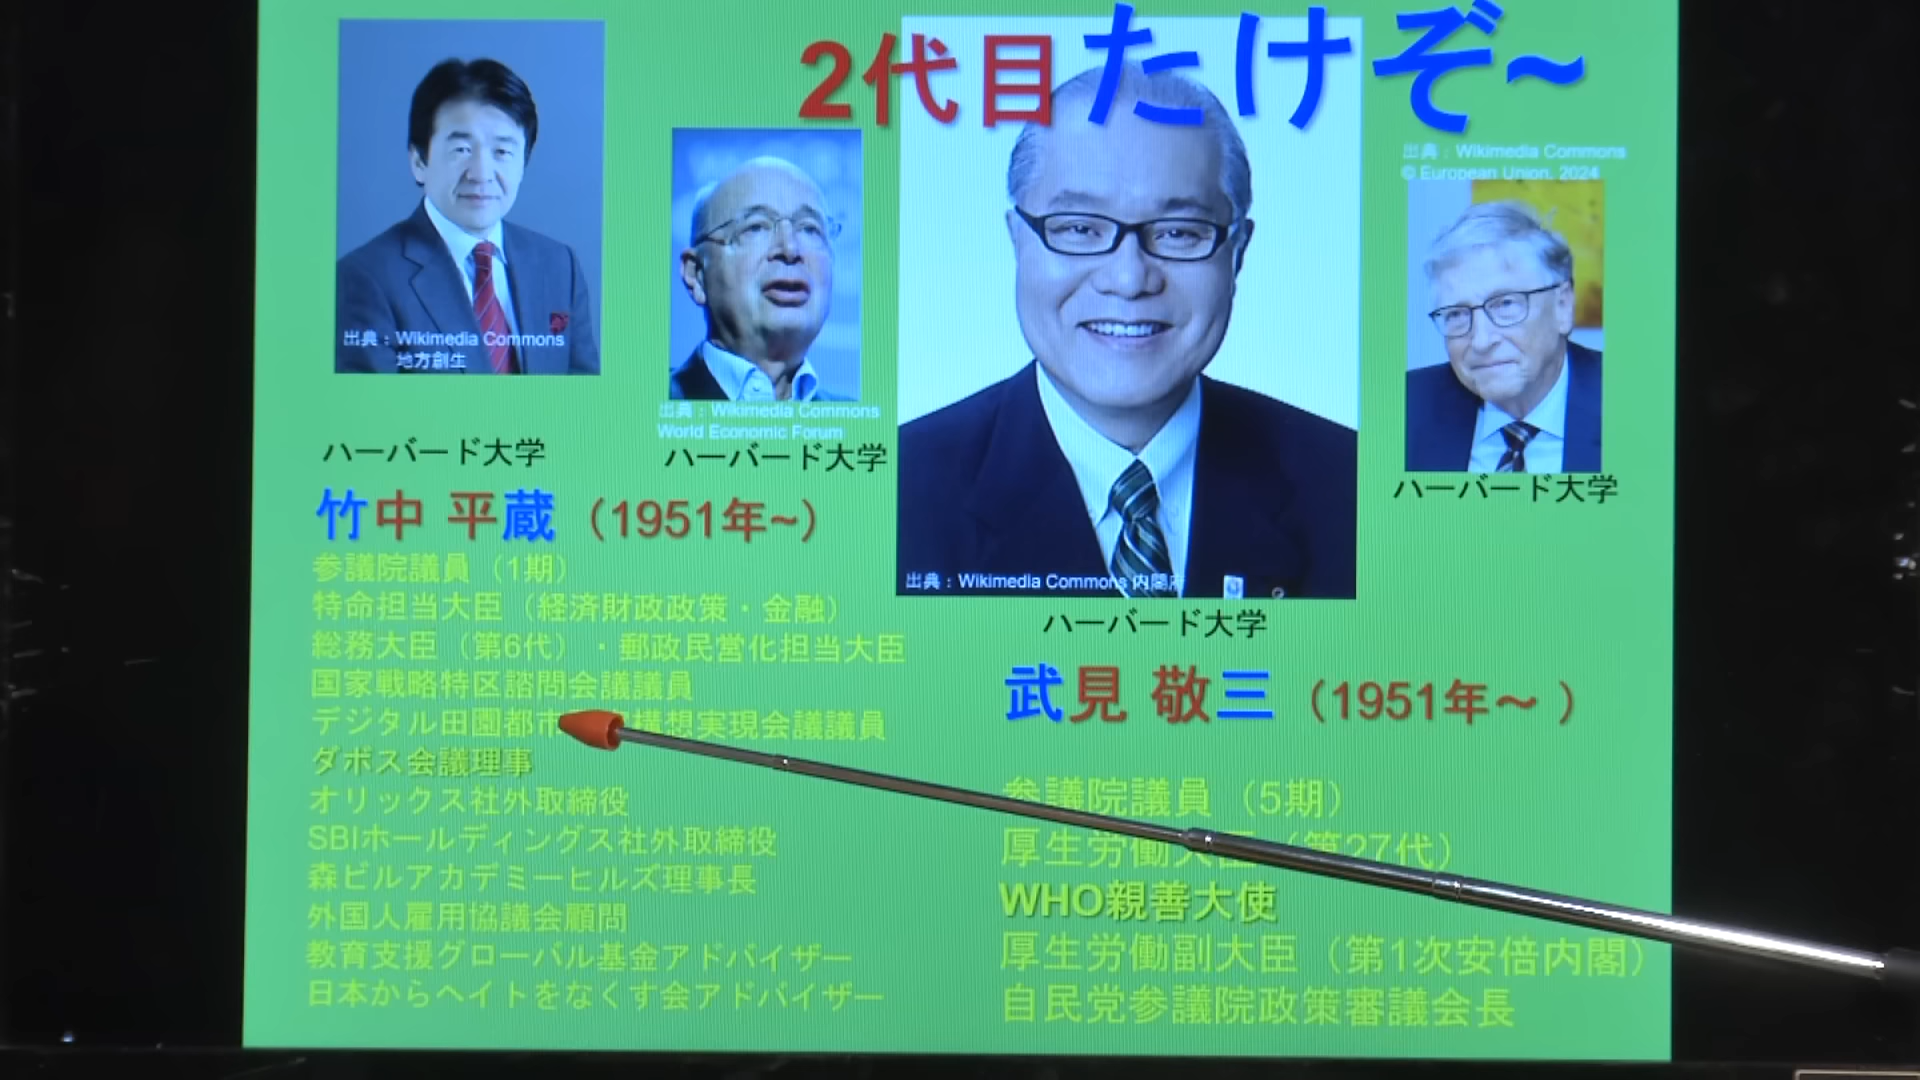 2代目たけぞ~
出典：Wikimedia Commons
地方創生
ハーバード大学
竹中 平蔵（1951年~）
参議院議員（1期）
特命担当大臣（経済財政政策・金融）
総務大臣（第6代）・郵政民営化担当大臣
国家戦略特区諮問会議議員
デジタル田園都市 構想実現会議議員
ダボス会議理事
オリックス社外取締役
SBIホールディングス社外取締役
森ビルアカデミーヒルズ理事長
外国人雇用協議会顧問
教育支援グローバル基金アドバイザー
日本からヘイトをなくす会アドバイザー
出典：Wikimedia Commons
World Economic Forum
ハーバード大学
出典：Wikimedia Commons 内閣府
ハーバード大学
武見 敬三（1951年～ ）
参議院議員（5期）
厚生労働大臣（第27代）
WHO親善大使
厚生労働副大臣（第1次安倍内閣）
自民党参議院政策審議会長
出典：Wikimedia Commons
© European Union, 2024
ハーバード大学